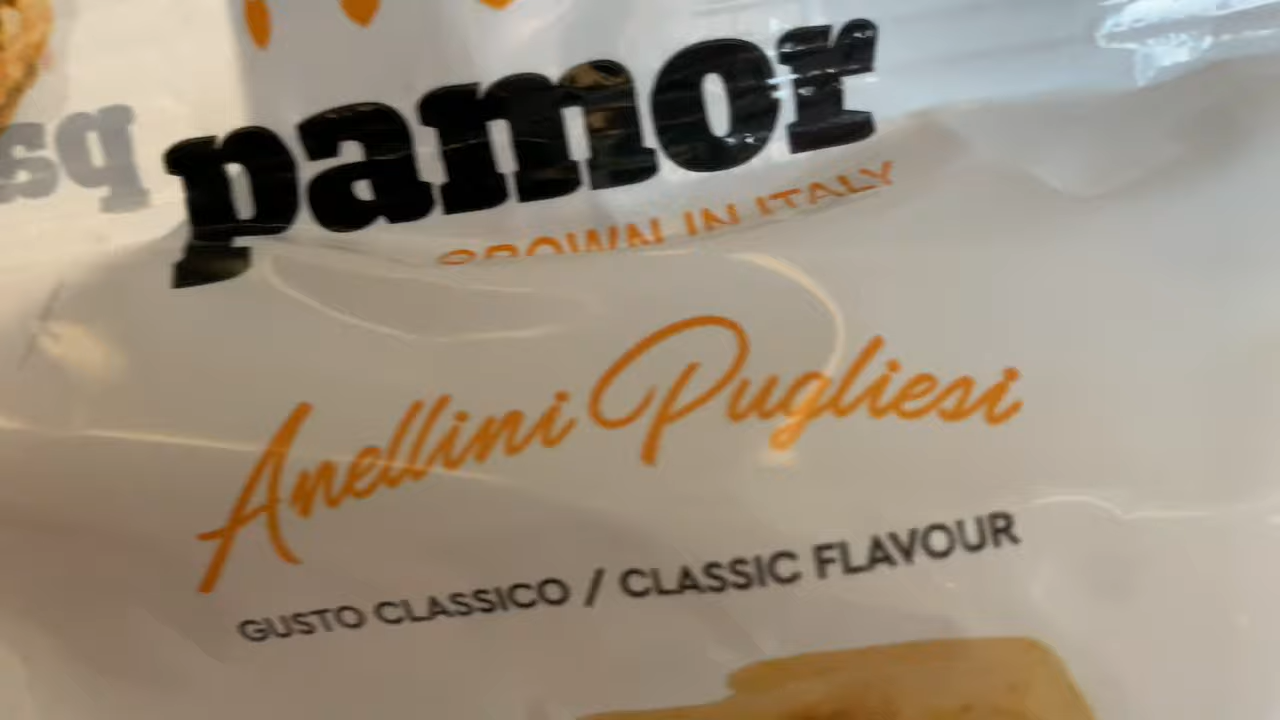 pamor
GROWN IN ITALY
Anellini Pugliesi
GUSTO CLASSICO / CLASSIC FLAVOUR